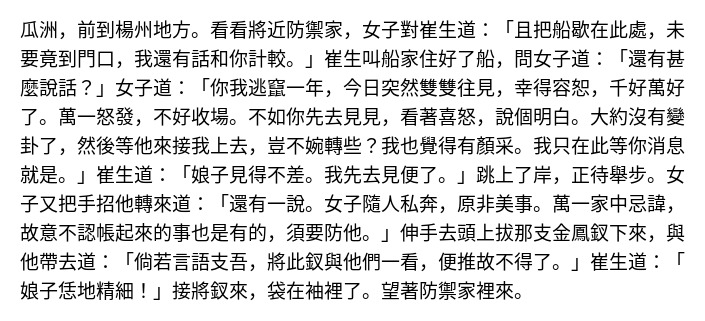 瓜洲，前到楊州地方。看看將近防禦家，女子對崔生道：「且把船歇在此處，未
要竟到門口，我還有話和你計較。」崔生叫船家住好了船，問女子道：「還有甚
麼說話？」女子道：「你我逃竄一年，今日突然雙雙往見，幸得容恕，千好萬好
了。萬一怒發，不好收場。不如你先去見見，看著喜怒，說個明白。大約沒有變
卦了，然後等他來接我上去，豈不婉轉些？我也覺得有顏采。我只在此等你消息
就是。」崔生道：「娘子見得不差。我先去見便了。」跳上了岸，正待舉步。女
子又把手招他轉來道：「還有一說。女子隨人私奔，原非美事。萬一家中忌諱，
故意不認帳起來的事也是有的，須要防他。」伸手去頭上拔那支金鳳釵下來，與
他帶去道：「倘若言語支吾，將此釵與他們一看，便推故不得了。」崔生道：「
娘子恁地精細！」接將釵來，袋在袖裡了。望著防禦家裡來。